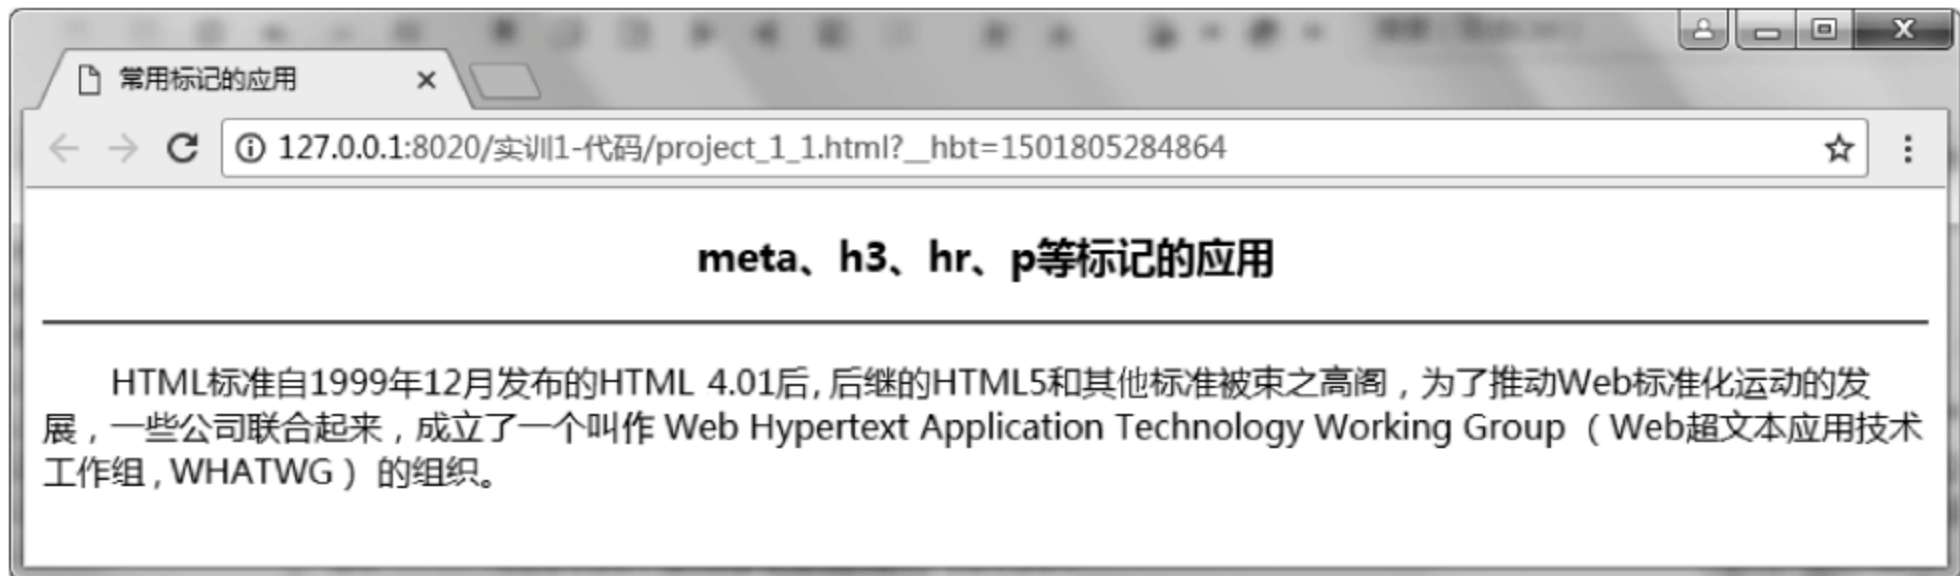 常用标记的应用
127.0.0.1:8020/实训1-代码/project_1_1.html?__hbt=1501805284864
meta、h3、hr、p等标记的应用
HTML标准自1999年12月发布的HTML 4.01后, 后继的HTML5和其他标准被束之高阁，为了推动Web标准化运动的发
展，一些公司联合起来，成立了一个叫作 Web Hypertext Application Technology Working Group （Web超文本应用技术
工作组, WHATWG） 的组织。